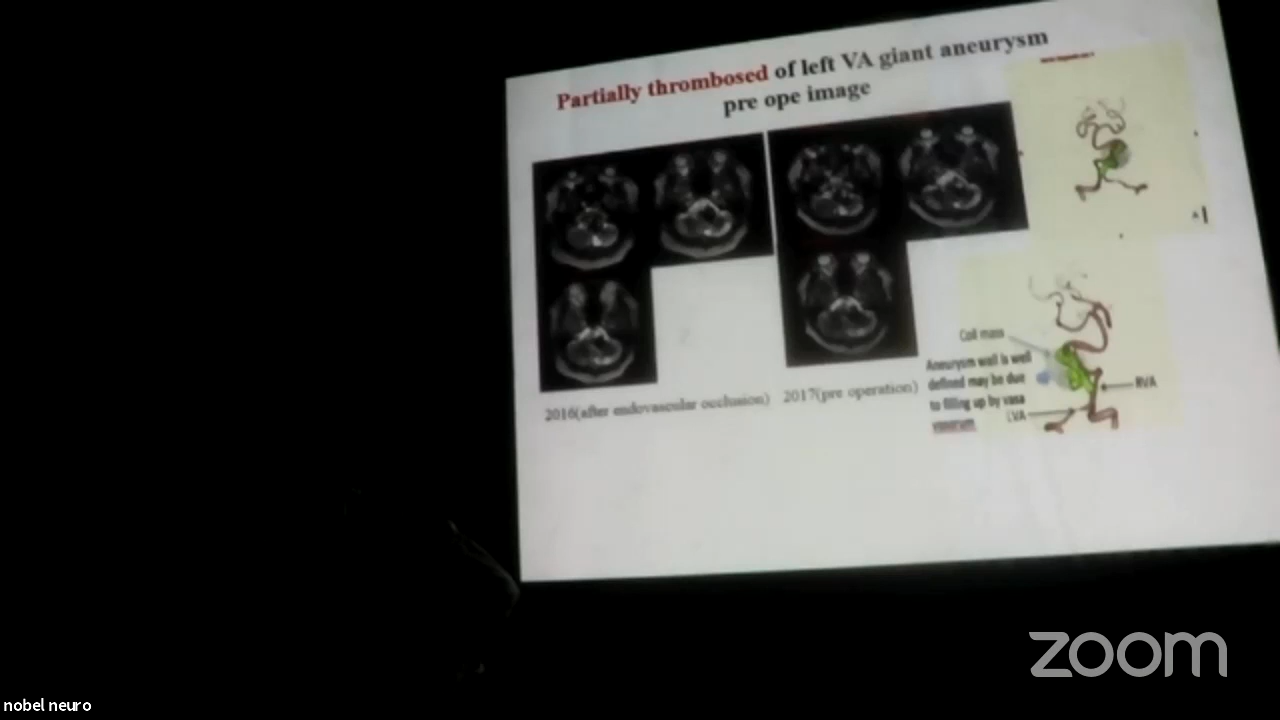 Partially thrombosed of left VA giant aneurysm
pre ope image
2016(after endovascular occlusion)
2017(pre operation)
Coil mass
Aneurysm wall is well
defined may be due
to filling up by vasa
vasorum
RVA
LVA
zoom
nobel neuro